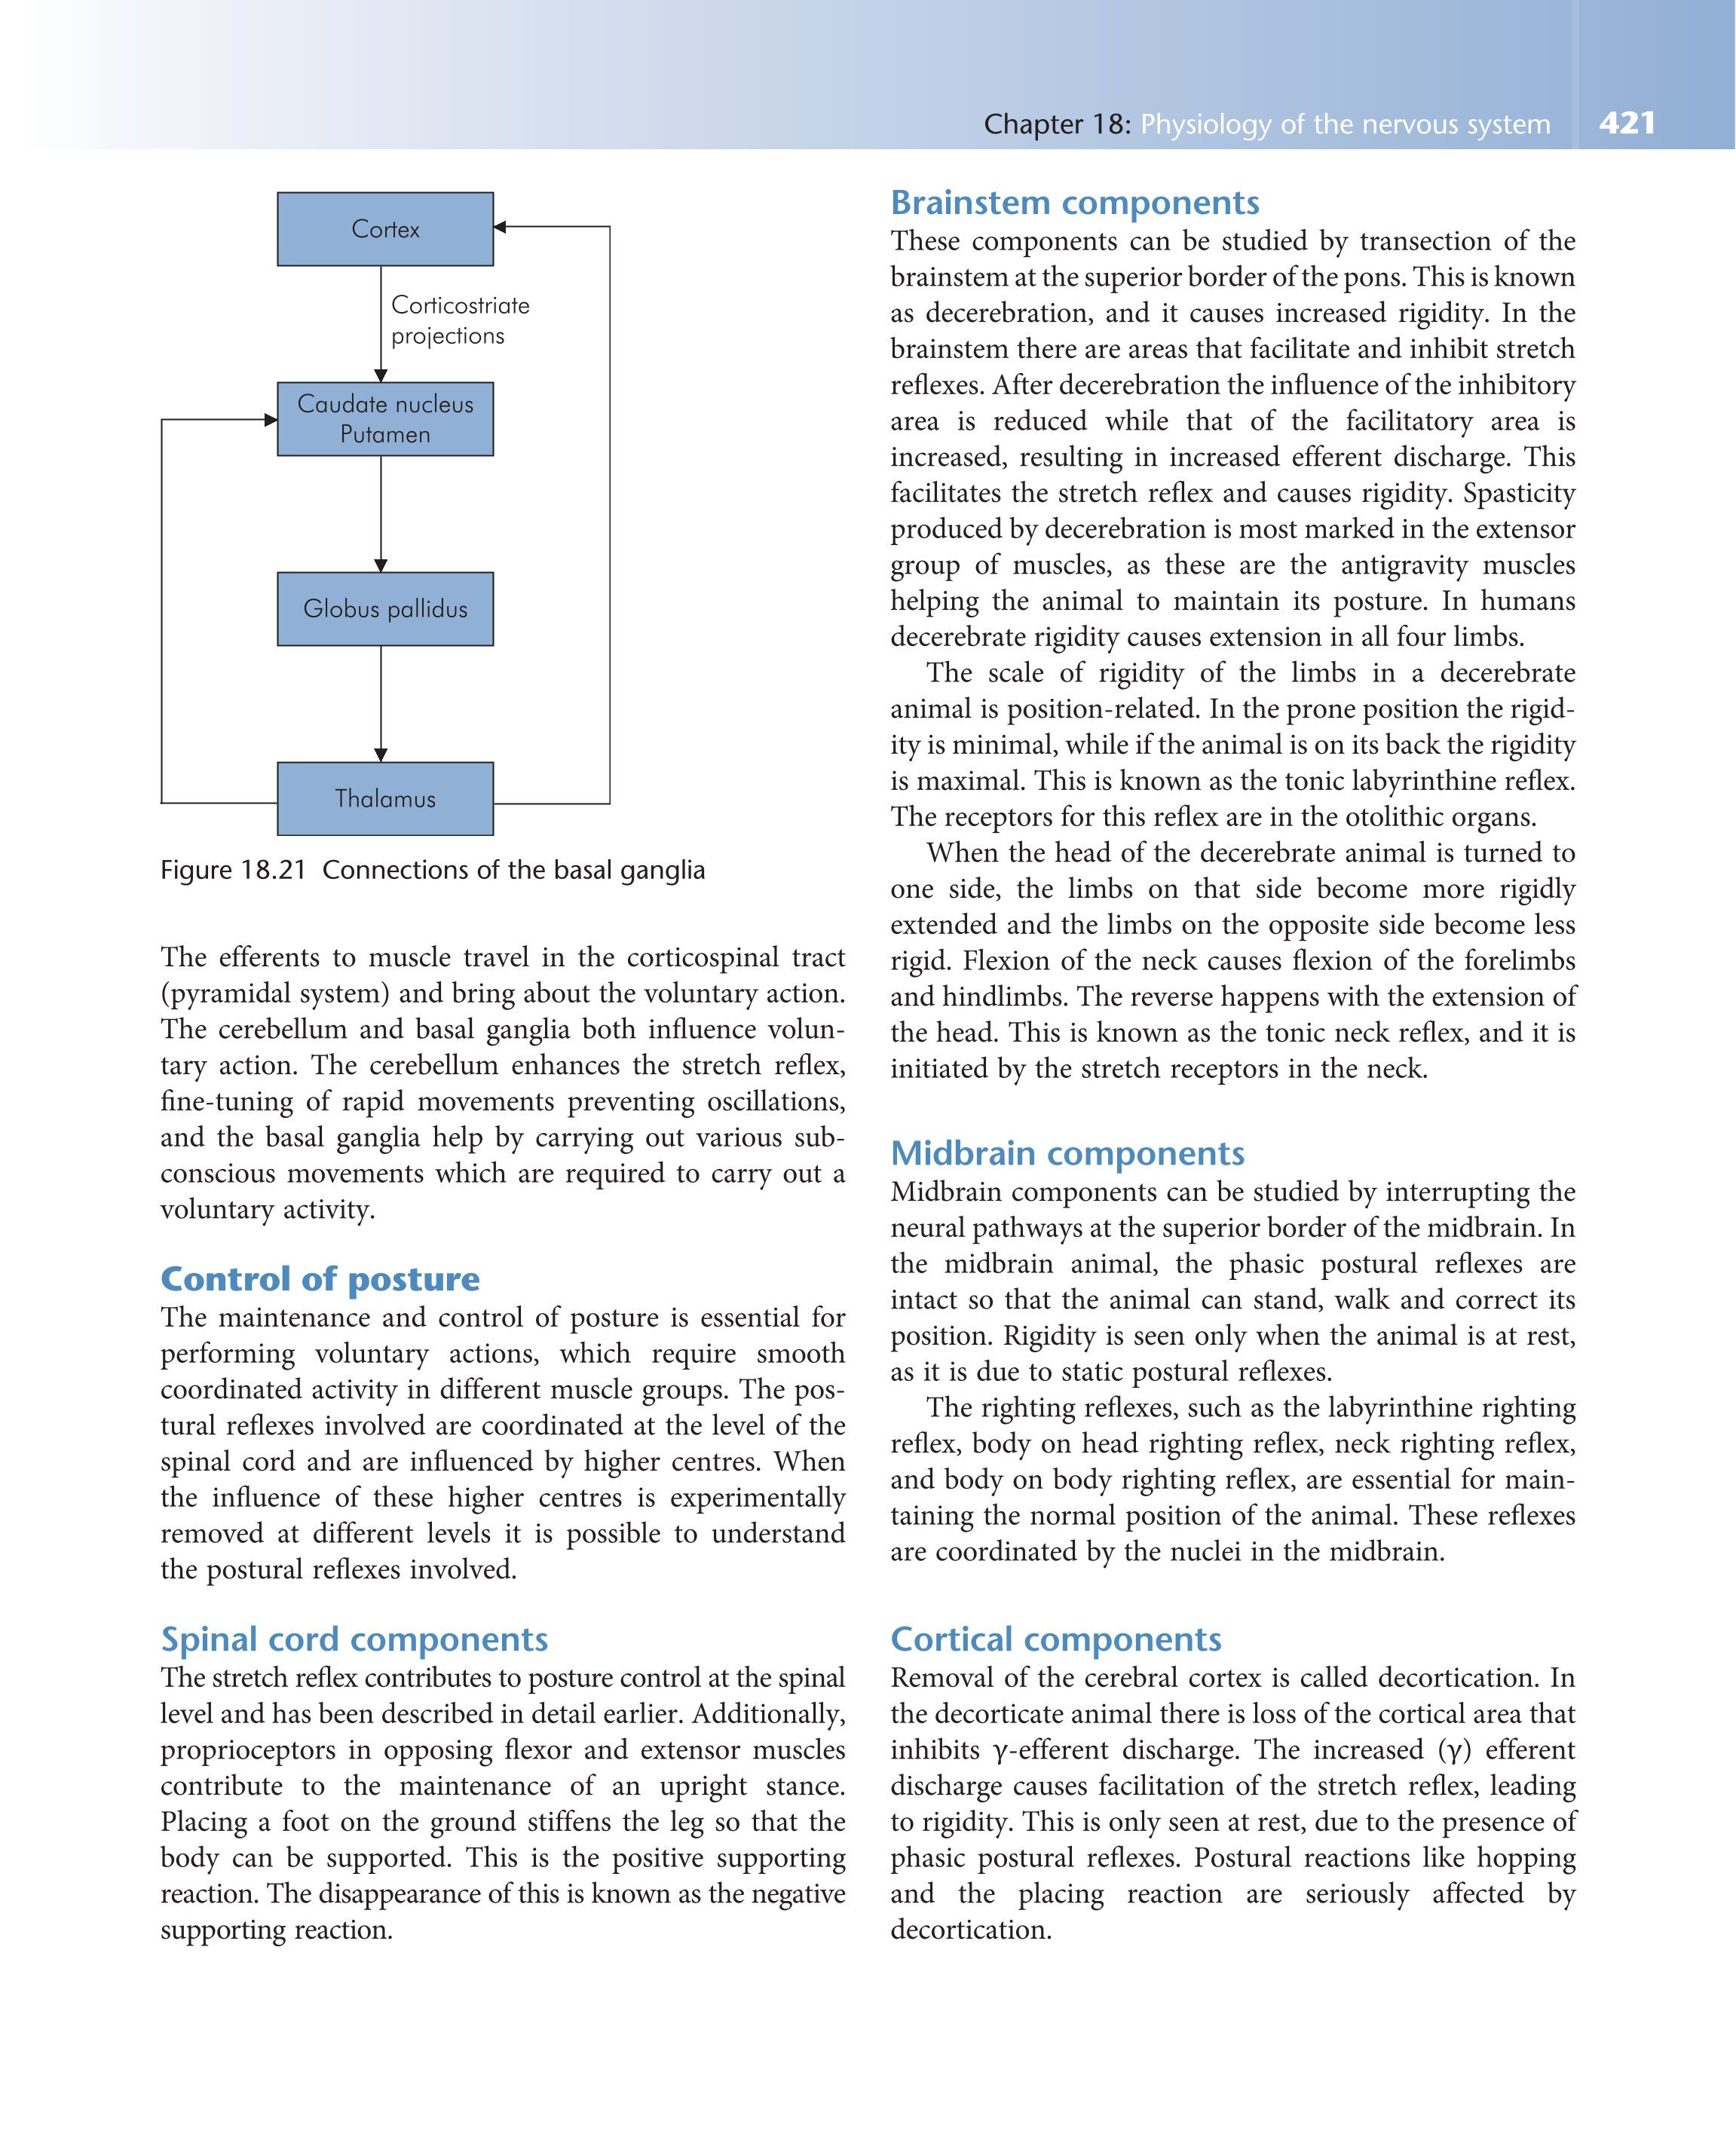 Chapter 18: Physiology of the nervous system 421
Cortex
Corticostriate
projections
Caudate nucleus
Putamen
Globus pallidus
Thalamus
Figure 18.21 Connections of the basal ganglia
The efferents to muscle travel in the corticospinal tract
(pyramidal system) and bring about the voluntary action.
The cerebellum and basal ganglia both influence volun-
tary action. The cerebellum enhances the stretch reflex,
fine-tuning of rapid movements preventing oscillations,
and the basal ganglia help by carrying out various sub-
conscious movements which are required to carry out a
voluntary activity.
Control of posture
The maintenance and control of posture is essential for
performing voluntary actions, which require smooth
coordinated activity in different muscle groups. The pos-
tural reflexes involved are coordinated at the level of the
spinal cord and are influenced by higher centres. When
the influence of these higher centres is experimentally
removed at different levels it is possible to understand
the postural reflexes involved.
Spinal cord components
The stretch reflex contributes to posture control at the spinal
level and has been described in detail earlier. Additionally,
proprioceptors in opposing flexor and extensor muscles
contribute to the maintenance of an upright stance.
Placing a foot on the ground stiffens the leg so that the
body can be supported. This is the positive supporting
reaction. The disappearance of this is known as the negative
supporting reaction.
Brainstem components
These components can be studied by transection of the
brainstem at the superior border of the pons. This is known
as decerebration, and it causes increased rigidity. In the
brainstem there are areas that facilitate and inhibit stretch
reflexes. After decerebration the influence of the inhibitory
area is reduced while that of the facilitatory area is
increased, resulting in increased efferent discharge. This
facilitates the stretch reflex and causes rigidity. Spasticity
produced by decerebration is most marked in the extensor
group of muscles, as these are the antigravity muscles
helping the animal to maintain its posture. In humans
decerebrate rigidity causes extension in all four limbs.
The scale of rigidity of the limbs in a decerebrate
animal is position-related. In the prone position the rigid-
ity is minimal, while if the animal is on its back the rigidity
is maximal. This is known as the tonic labyrinthine reflex.
The receptors for this reflex are in the otolithic organs.
When the head of the decerebrate animal is turned to
one side, the limbs on that side become more rigidly
extended and the limbs on the opposite side become less
rigid. Flexion of the neck causes flexion of the forelimbs
and hindlimbs. The reverse happens with the extension of
the head. This is known as the tonic neck reflex, and it is
initiated by the stretch receptors in the neck.
Midbrain components
Midbrain components can be studied by interrupting the
neural pathways at the superior border of the midbrain. In
the midbrain animal, the phasic postural reflexes are
intact so that the animal can stand, walk and correct its
position. Rigidity is seen only when the animal is at rest,
as it is due to static postural reflexes.
The righting reflexes, such as the labyrinthine righting
reflex, body on head righting reflex, neck righting reflex,
and body on body righting reflex, are essential for main-
taining the normal position of the animal. These reflexes
are coordinated by the nuclei in the midbrain.
Cortical components
Removal of the cerebral cortex is called decortication. In
the decorticate animal there is loss of the cortical area that
inhibits γ-efferent discharge. The increased (γ) efferent
discharge causes facilitation of the stretch reflex, leading
to rigidity. This is only seen at rest, due to the presence of
phasic postural reflexes. Postural reactions like hopping
and the placing reaction are seriously affected by
decortication.